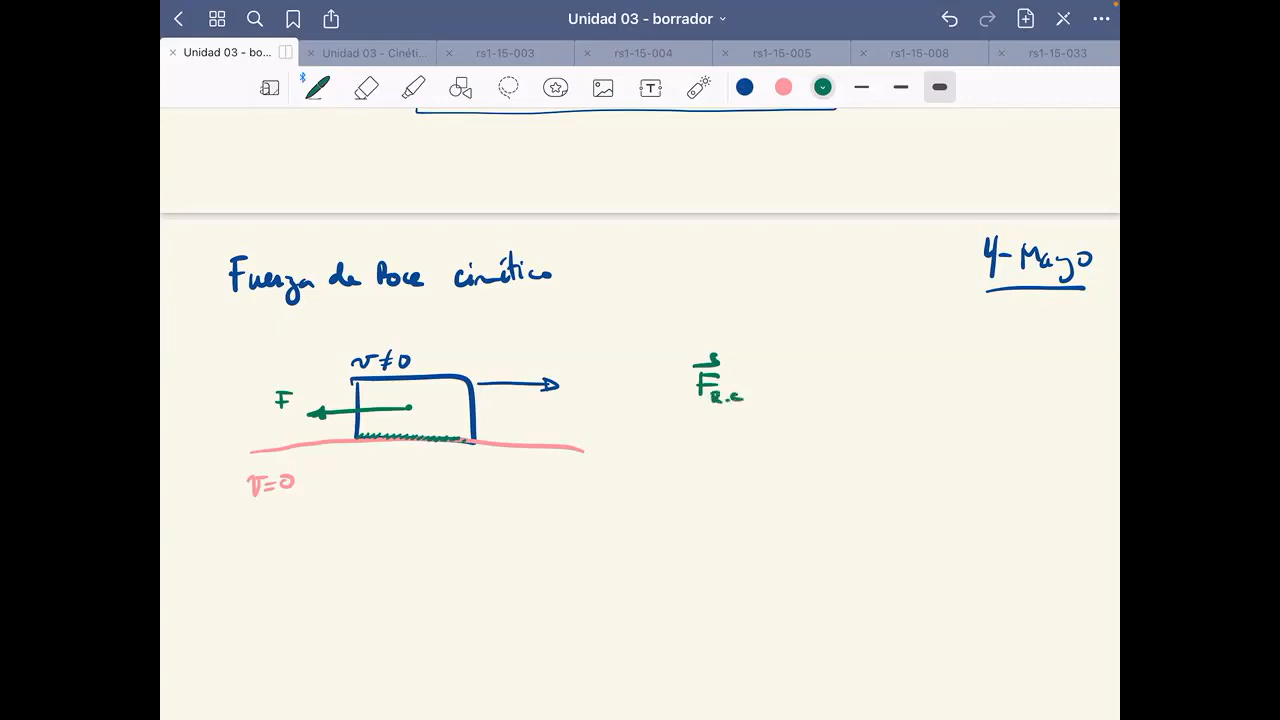 Unidad 03 - borrador
Unidad 03 - bo...
Unidad 03 - Cinéti...
rs1-15-003
rs1-15-004
rs1-15-005
rs1-15-008
rs1-15-033
T
4-Mayo
Fuerza de Roce cinético
v≠0
F
F R.C
v=0